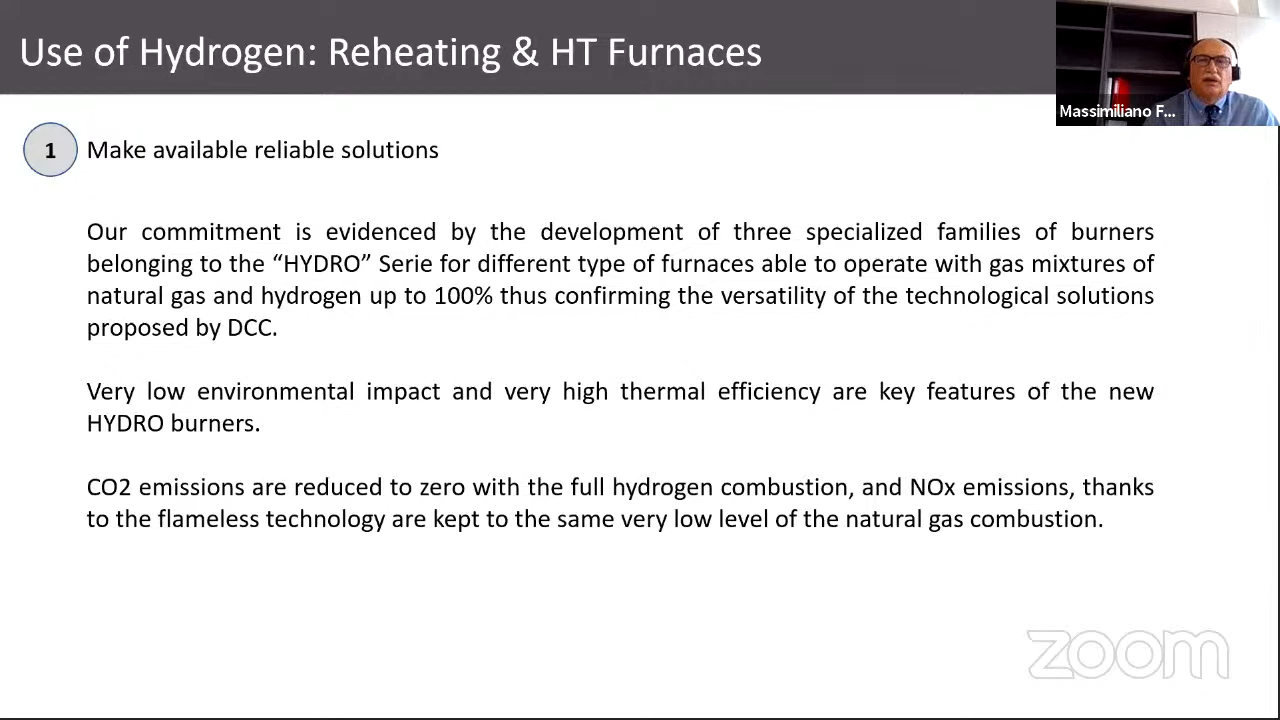 Use of Hydrogen: Reheating & HT Furnaces
Massimiliano F...
1 Make available reliable solutions
Our commitment is evidenced by the development of three specialized families of burners
belonging to the “HYDRO” Serie for different type of furnaces able to operate with gas mixtures of
natural gas and hydrogen up to 100% thus confirming the versatility of the technological solutions
proposed by DCC.
Very low environmental impact and very high thermal efficiency are key features of the new
HYDRO burners.
CO2 emissions are reduced to zero with the full hydrogen combustion, and NOx emissions, thanks
to the flameless technology are kept to the same very low level of the natural gas combustion.
zoom